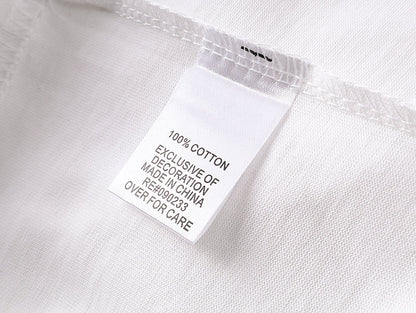 100% COTTON
EXCLUSIVE OF
DECORATION
MADE IN CHINA
RE#090233
OVER FOR CARE